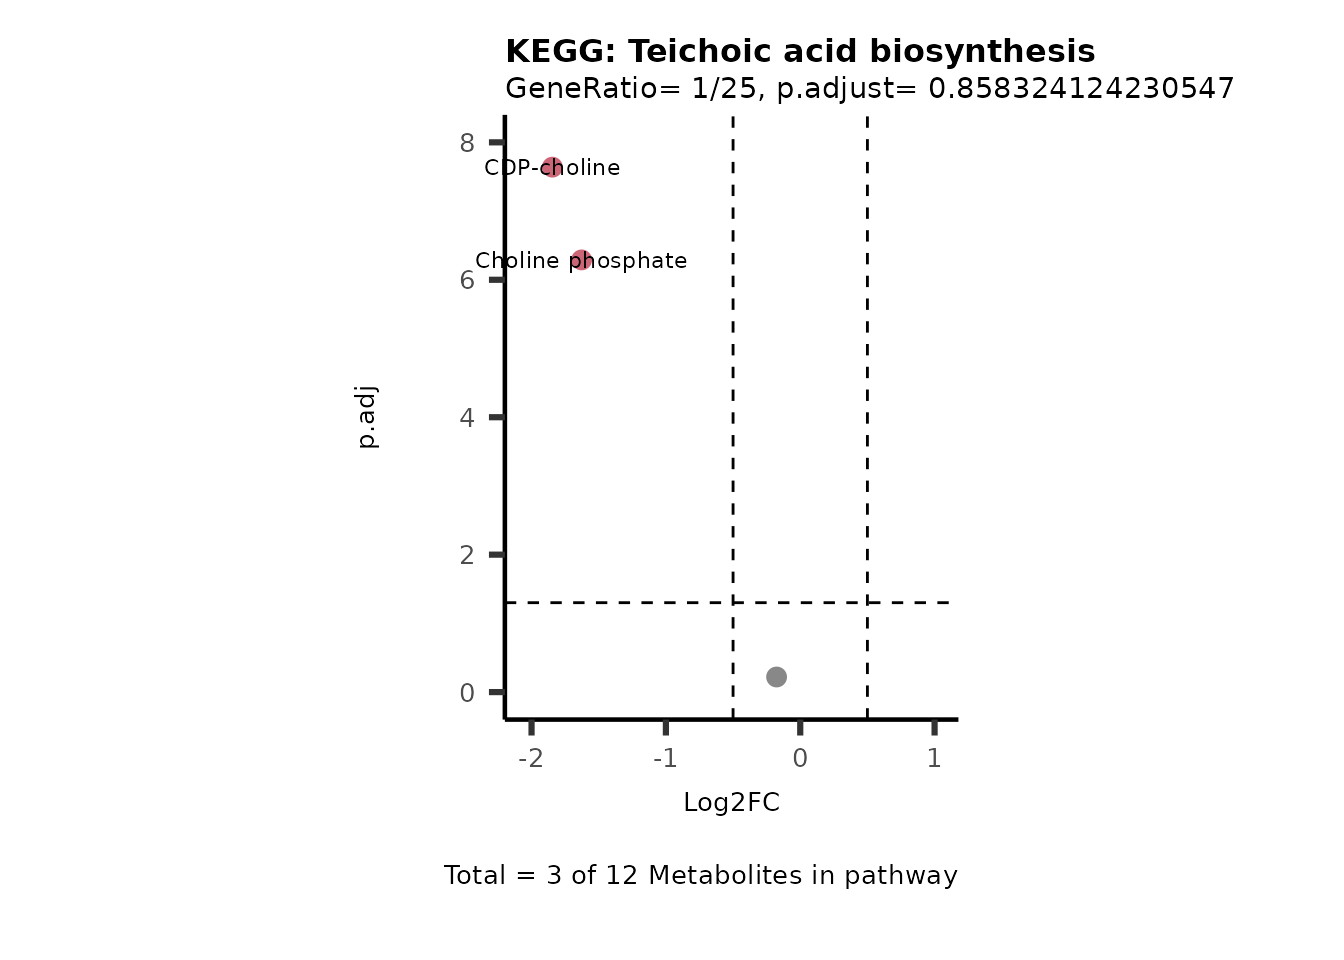 KEGG: Teichoic acid biosynthesis
GeneRatio= 1/25, p.adjust= 0.858324124230547
8
CDP-choline
Choline phosphate
6
p.adj
4
2
0
-2 -1 0 1
Log2FC
Total = 3 of 12 Metabolites in pathway